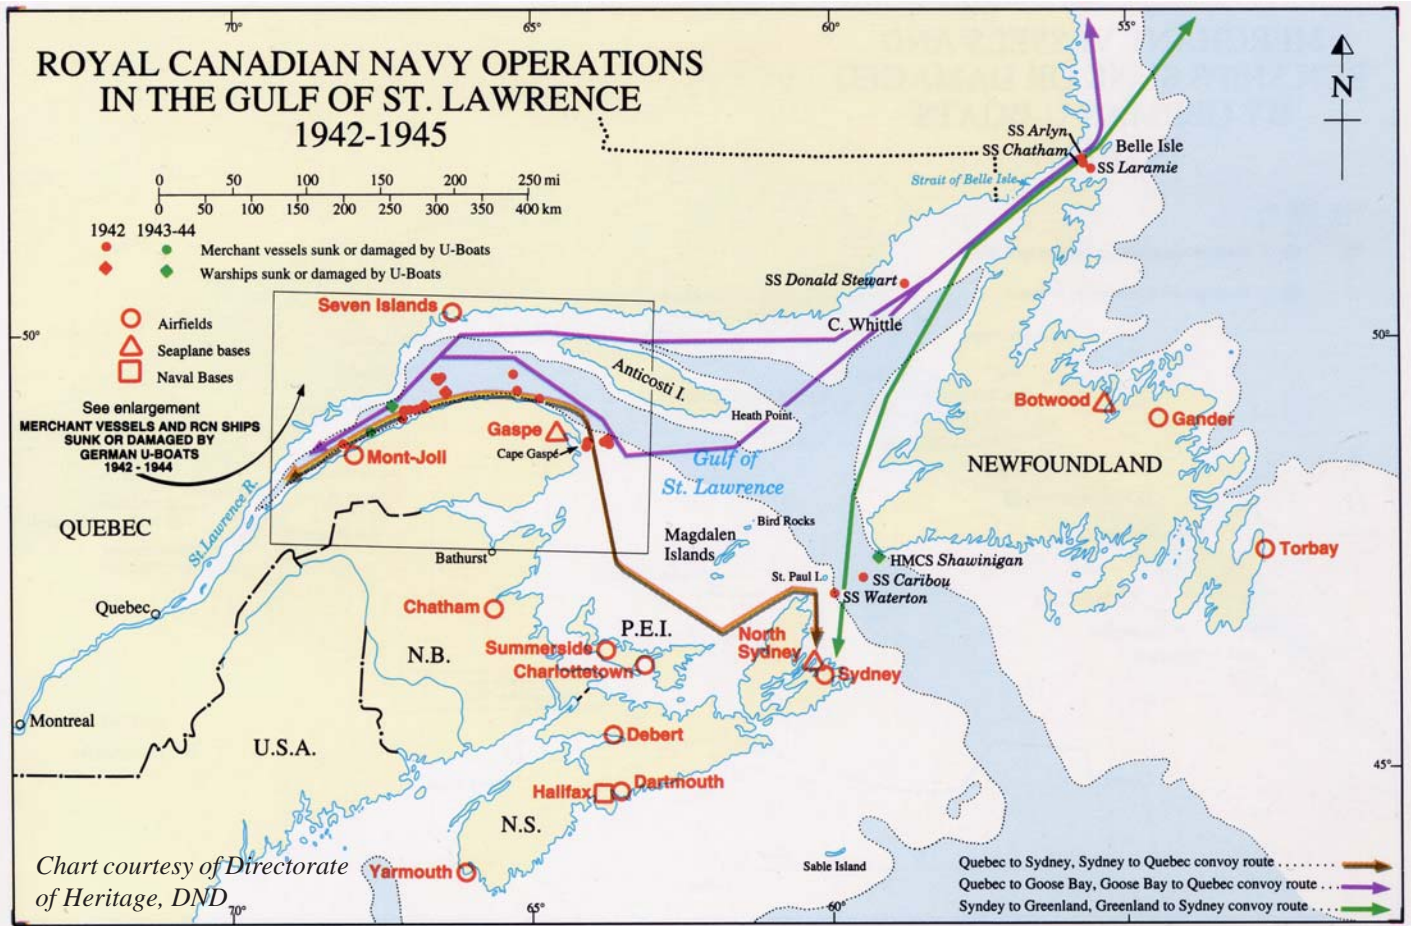 70°
65°
60°
55°
ROYAL CANADIAN NAVY OPERATIONS
IN THE GULF OF ST. LAWRENCE
1942-1945
0 50 100 150 200 250 mi
0 50 100 150 200 250 300 350 400 km
1942 1943-44
Merchant vessels sunk or damaged by U-Boats
Warships sunk or damaged by U-Boats
Airfields
Seaplane bases
Naval Bases
See enlargement
MERCHANT VESSELS AND RCN SHIPS
SUNK OR DAMAGED BY
GERMAN U-BOATS
1942 - 1944
N
SS Arlyn
SS Chatham
Belle Isle
SS Laramie
Strait of Belle Isle
SS Donald Stewart
C. Whittle
Seven Islands
50°
50°
Anticosti I.
Heath Point
Botwood
Gander
Gaspe
Cape Gaspé
Mont-Joli
Gulf of
St. Lawrence
NEWFOUNDLAND
St. Lawrence R.
QUEBEC
Bird Rocks
Magdalen
Islands
Bathurst
Torbay
HMCS Shawinigan
St. Paul I.
SS Caribou
SS Waterton
Quebec
Chatham
P.E.I.
North
Sydney
Summerside
N.B.
Charlottetown
Sydney
Montreal
U.S.A.
Debert
45°
Dartmouth
Halifax
N.S.
Yarmouth
Sable Island
Chart courtesy of Directorate
of Heritage, DND
Quebec to Sydney, Sydney to Quebec convoy route
Quebec to Goose Bay, Goose Bay to Quebec convoy route
Syndey to Greenland, Greenland to Sydney convoy route
70°
65°
60°